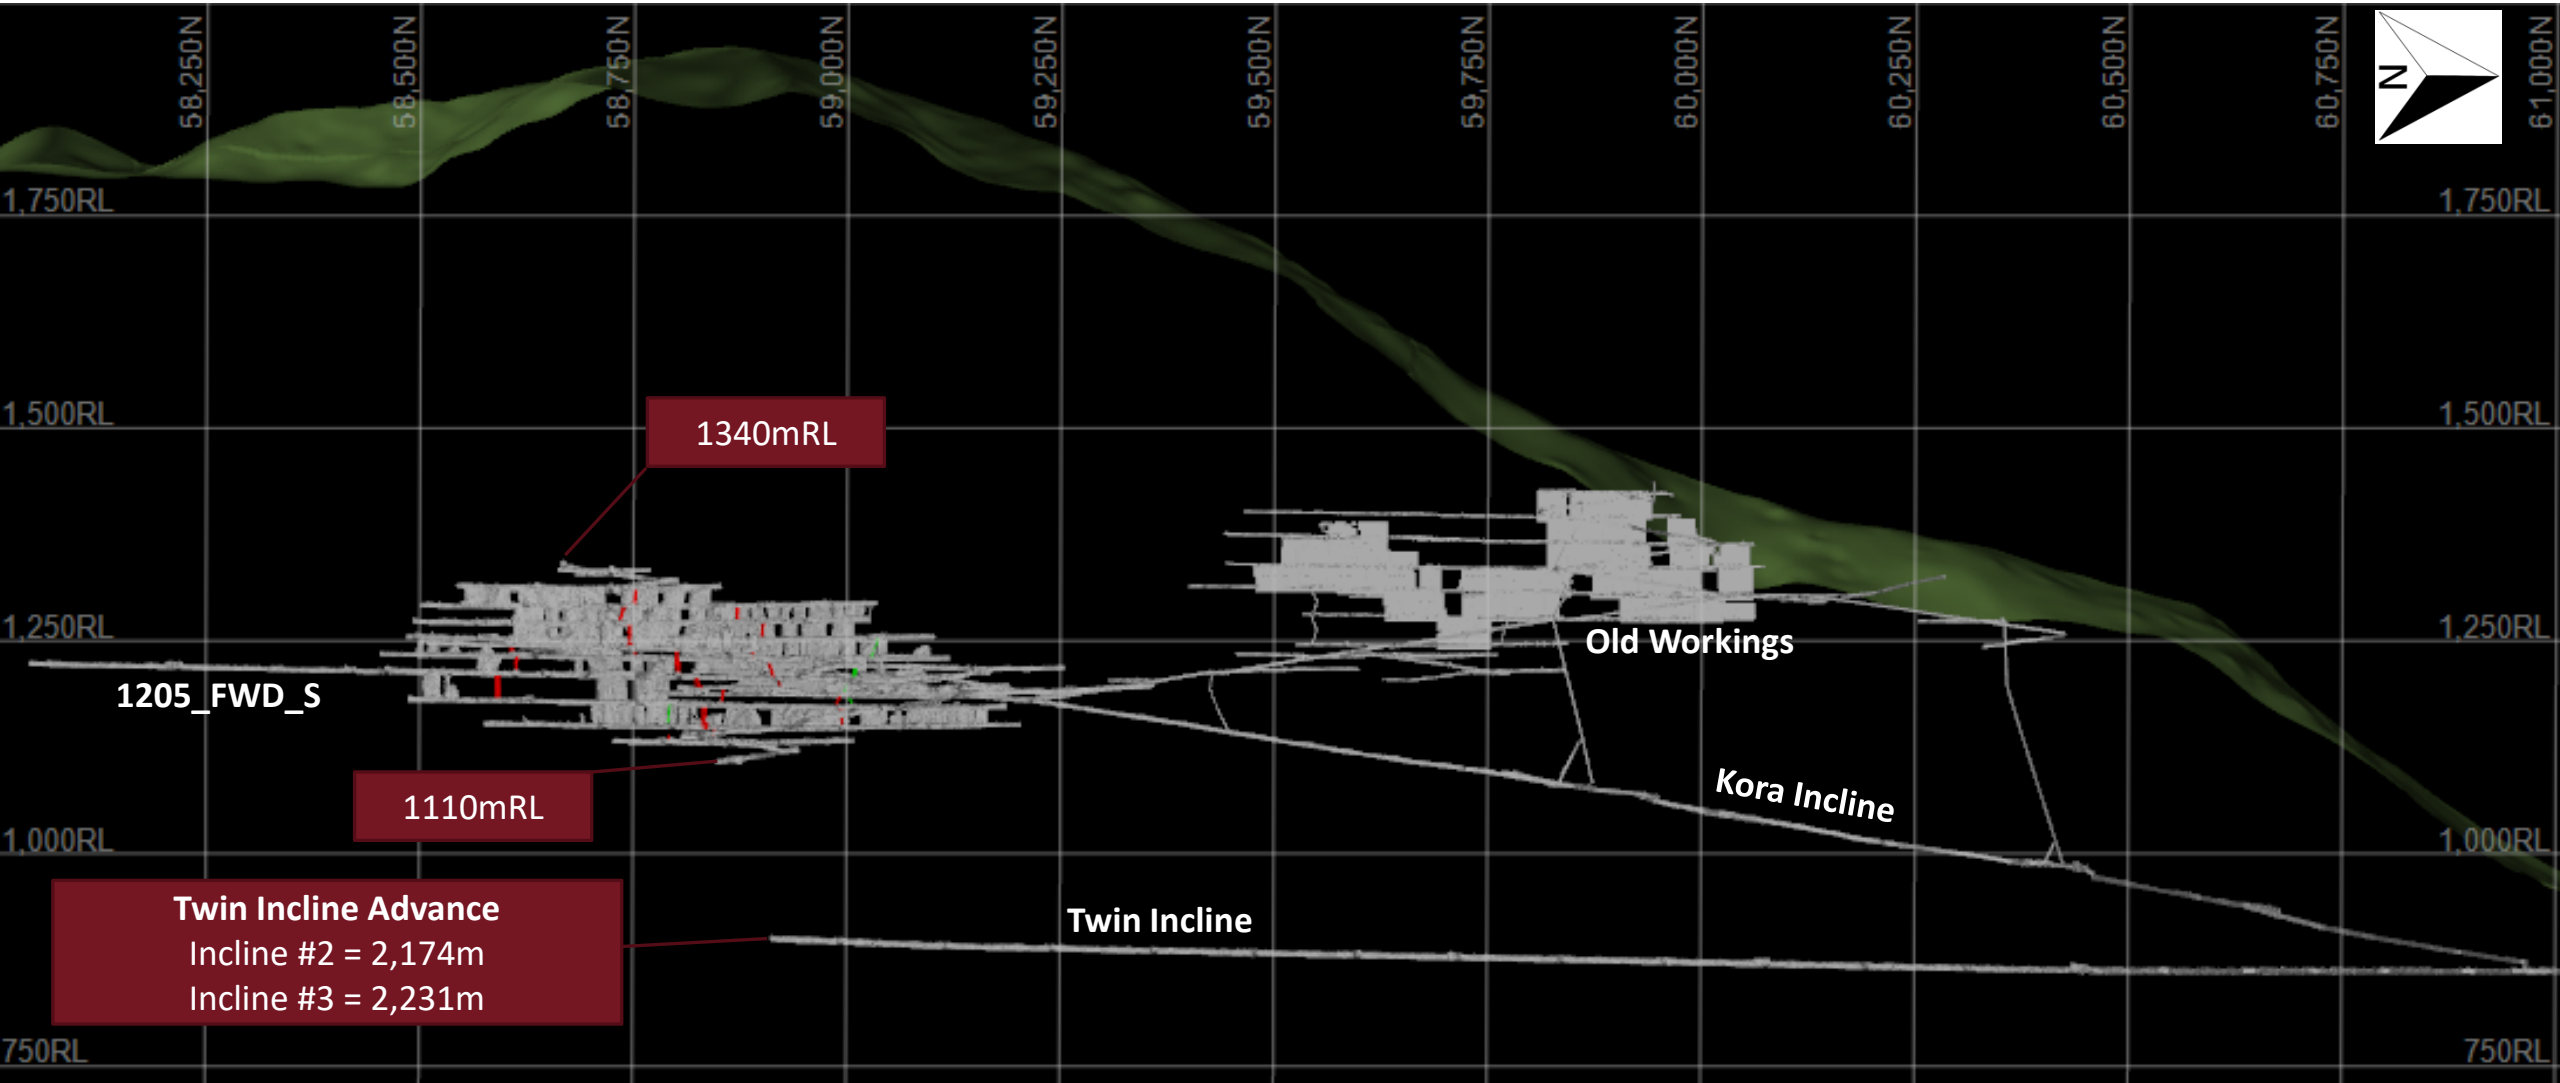 58,250N
58,500N
58,750N
59,000N
59,250N
59,500N
59,750N
60,000N
60,250N
60,500N
60,750N
61,000N
N
1,750RL
1,750RL
1,500RL
1,500RL
1340mRL
1,250RL
1,250RL
Old Workings
1205_FWD_S
Kora Incline
1110mRL
1,000RL
1,000RL
Twin Incline Advance
Incline #2 = 2,174m
Incline #3 = 2,231m
Twin Incline
750RL
750RL